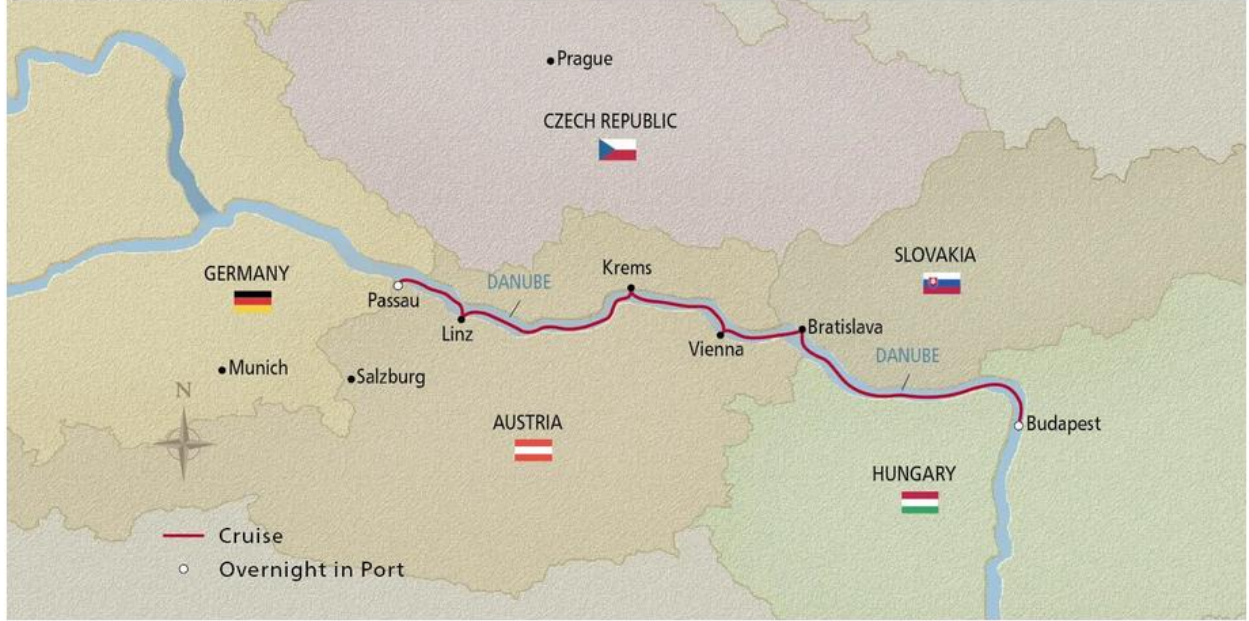 Prague
CZECH REPUBLIC
SLOVAKIA
GERMANY
Krems
DANUBE
Passau
Linz
Bratislava
Vienna
DANUBE
Munich
Salzburg
N
AUSTRIA
Budapest
HUNGARY
Cruise
Overnight in Port